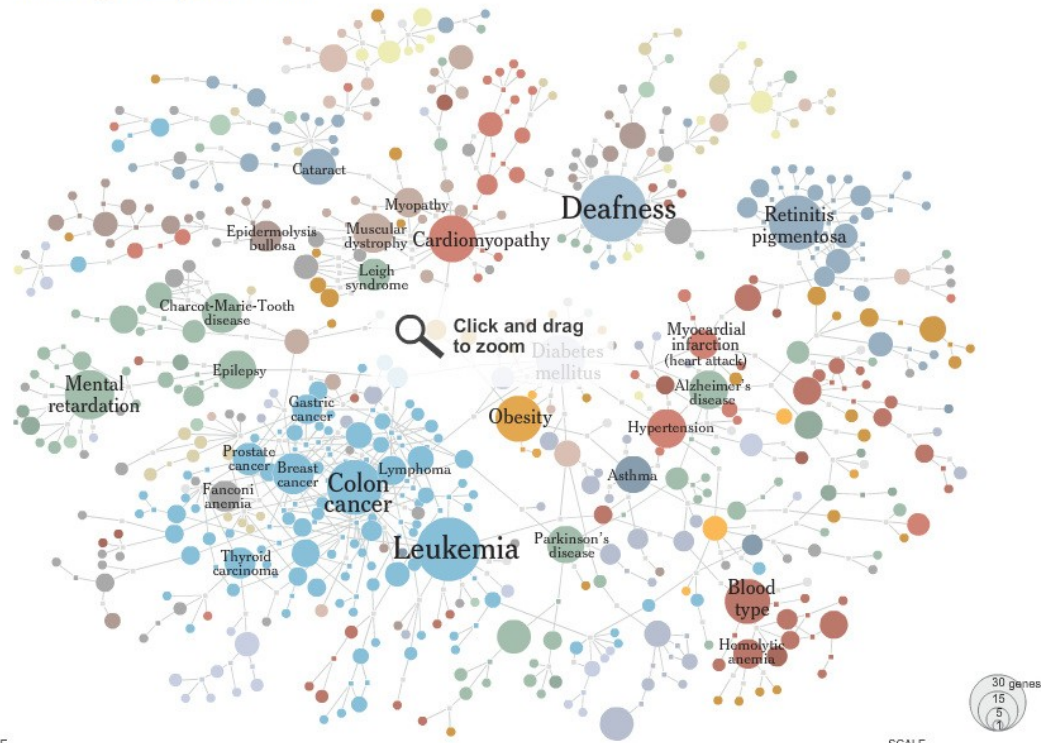 Cataract
Myopathy
Deafness
Retinitis
pigmentosa
Epidermolysis
bullosa
Muscular
dystrophy
Cardiomyopathy
Leigh
syndrome
Charcot-Marie-Tooth
disease
Click and drag
to zoom
Diabetes
mellitus
Myocardial
infarction
(heart attack)
Epilepsy
Mental
retardation
Alzheimer's
disease
Gastric
cancer
Obesity
Hypertension
Prostate
cancer
Breast
cancer
Lymphoma
Colon
cancer
Asthma
Fanconi
anemia
Leukemia
Parkinson's
disease
Thyroid
carcinoma
Blood
type
Hemolytic
anemia
30 genes
15
5
1